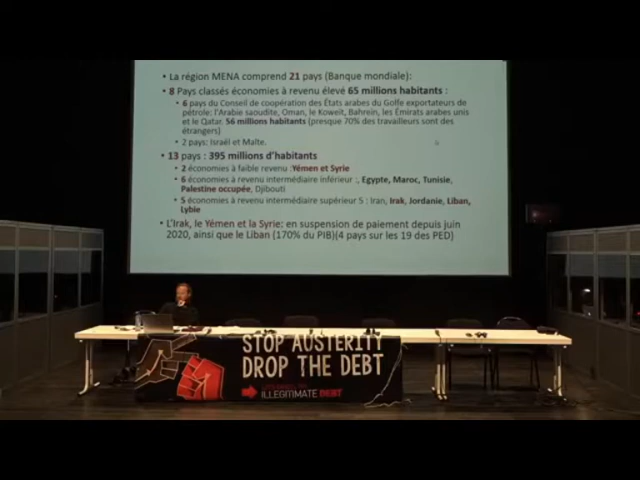 • La région MENA comprend 21 pays (Banque mondiale):
• 8 Pays classés économies à revenu élevé 65 millions habitants :
• 6 pays du Conseil de coopération des États arabes du Golfe exportateurs de
pétrole: l'Arabie saoudite, Oman, le Koweit, Bahrein, les Émirats arabes unis
et le Qatar. 56 millions habitants (presque 70% des travailleurs sont des
étrangers)
• 2 pays: Israël et Malte.
• 13 pays : 395 millions d'habitants
• 2 économies à faible revenu :Yémen et Syrie
• 6 économies à revenu intermédiaire inférieur :, Egypte, Maroc, Tunisie,
Palestine occupée, Djibouti
• 5 économies à revenu intermédiaire supérieur 5 : Iran, Irak, Jordanie, Liban,
Lybie
• L'Irak, le Yémen et la Syrie: en suspension de paiement depuis juin
2020, ainsi que le Liban (170% du PIB)(4 pays sur les 19 des PED)
STOP AUSTERITY
DROP THE DEBT
ILLEGITIMATE DEBT